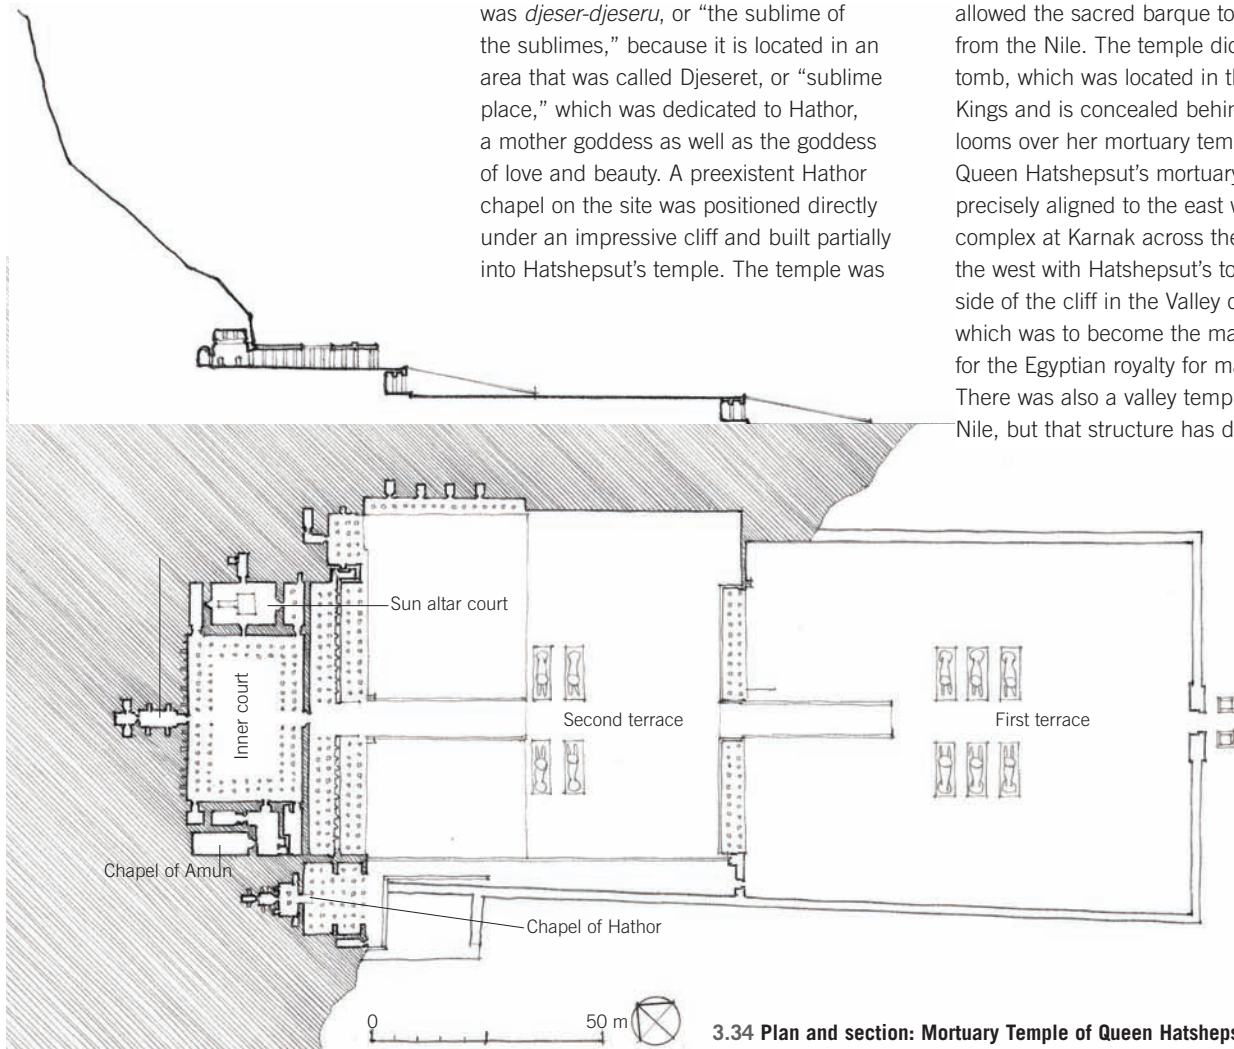 was djeser-djeseru, or “the sublime of
the sublimes,” because it is located in an
area that was called Djeseret, or “sublime
place,” which was dedicated to Hathor,
a mother goddess as well as the goddess
of love and beauty. A preexistent Hathor
chapel on the site was positioned directly
under an impressive cliff and built partially
into Hatshepsut’s temple. The temple was
allowed the sacred barque to
from the Nile. The temple
tomb, which was located in
Kings and is concealed
looms over her mortuary
Queen Hatshepsut’s mortuary
precisely aligned to the east
complex at Karnak across the
the west with Hatshepsut’s
side of the cliff in the Valley
which was to become the
for the Egyptian royalty for
There was also a valley
Nile, but that structure has
Sun altar court
Inner court
Second terrace
First terrace
Chapel of Amun
Chapel of Hathor
0 50 m
3.34 Plan and section: Mortuary Temple of Queen